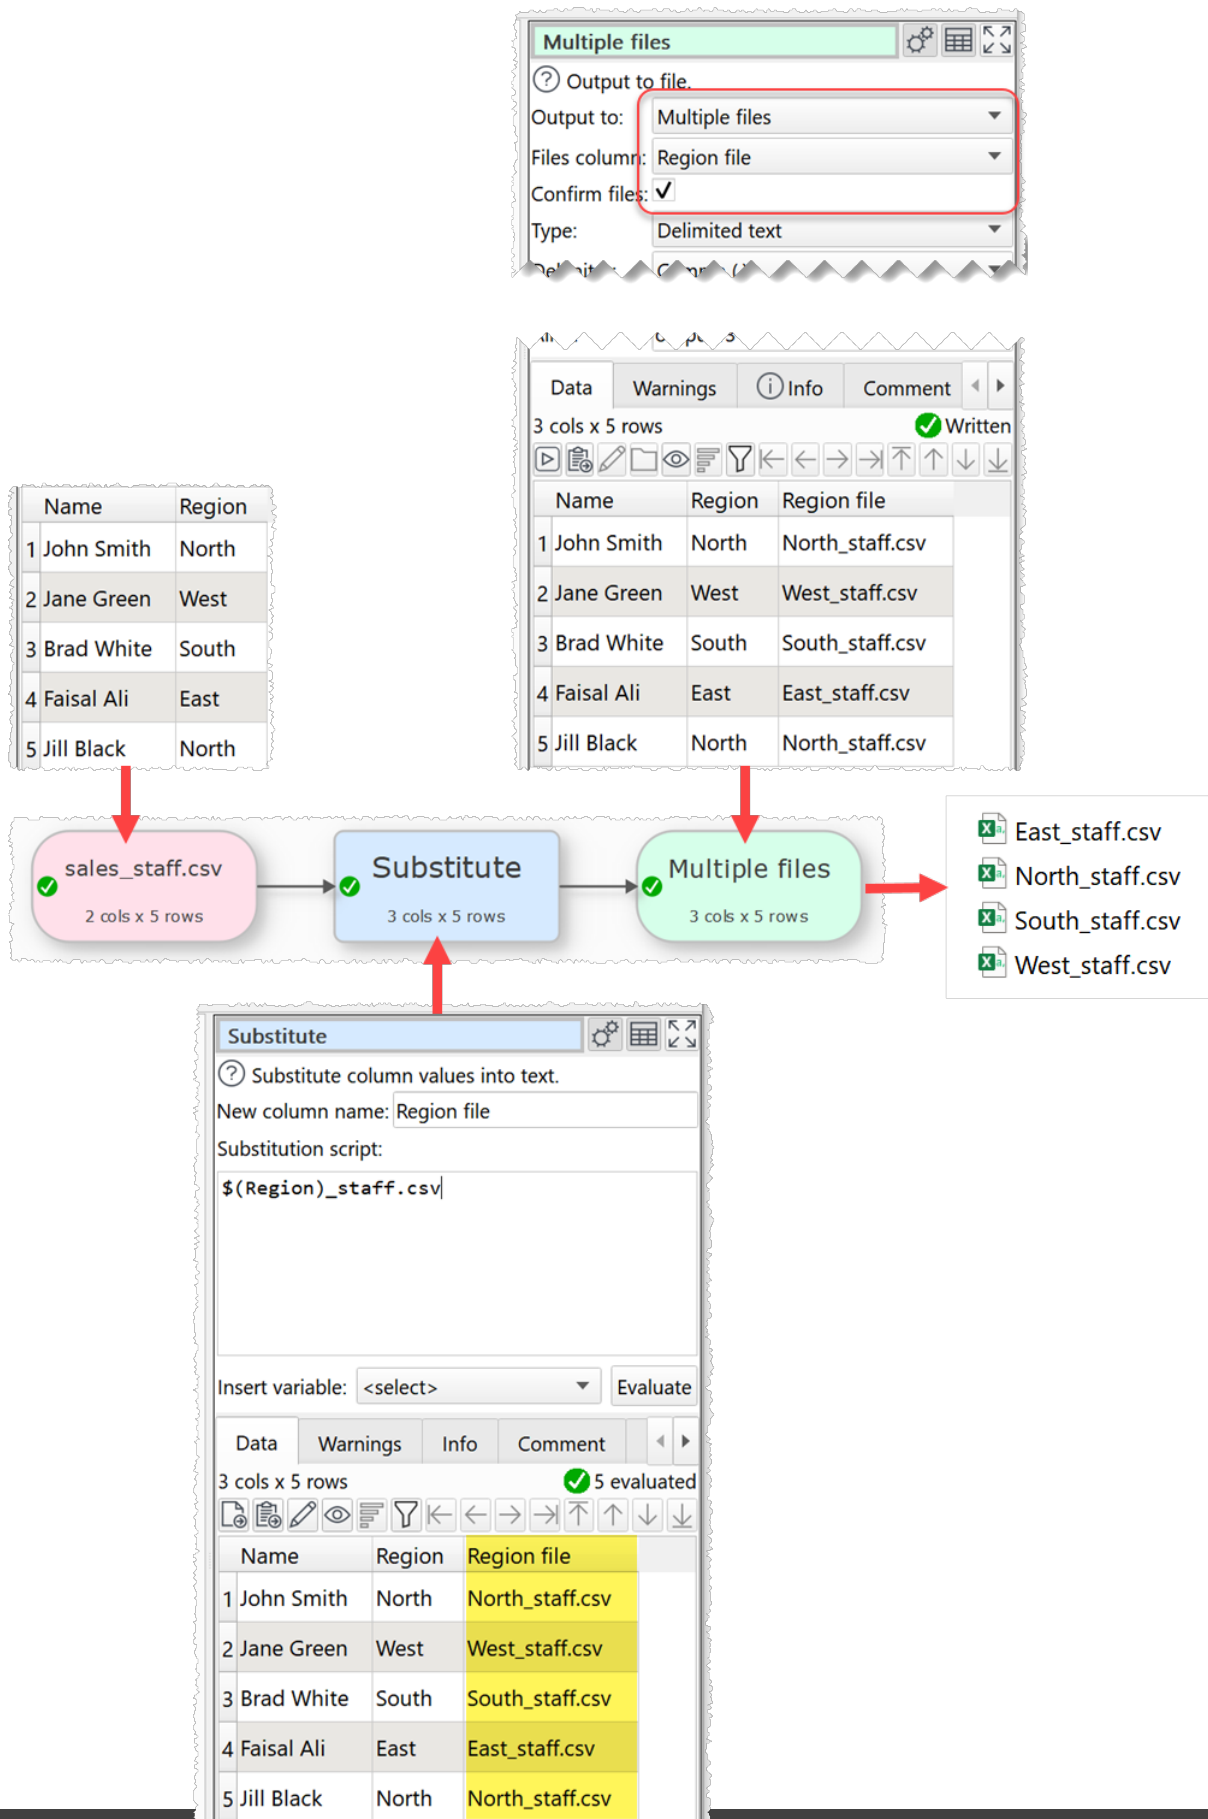 Multiple files
Output to file.
Output to: Multiple files
Files column: Region file
Confirm files:
Type: Delimited text
3 cols x 5 rows Written
Data Warnings Info Comment
Name Region Region file
1 John Smith North North_staff.csv
2 Jane Green West West_staff.csv
3 Brad White South South_staff.csv
4 Faisal Ali East East_staff.csv
5 Jill Black North North_staff.csv
Name Region
1 John Smith North
2 Jane Green West
3 Brad White South
4 Faisal Ali East
5 Jill Black North
sales_staff.csv
2 cols x 5 rows
Substitute
3 cols x 5 rows
Multiple files
3 cols x 5 rows
East_staff.csv
North_staff.csv
South_staff.csv
West_staff.csv
Substitute
Substitute column values into text.
New column name: Region file
Substitution script:
$(Region)_staff.csv
Insert variable: <select> Evaluate
Data Warnings Info Comment
3 cols x 5 rows 5 evaluated
Name Region Region file
1 John Smith North North_staff.csv
2 Jane Green West West_staff.csv
3 Brad White South South_staff.csv
4 Faisal Ali East East_staff.csv
5 Jill Black North North_staff.csv